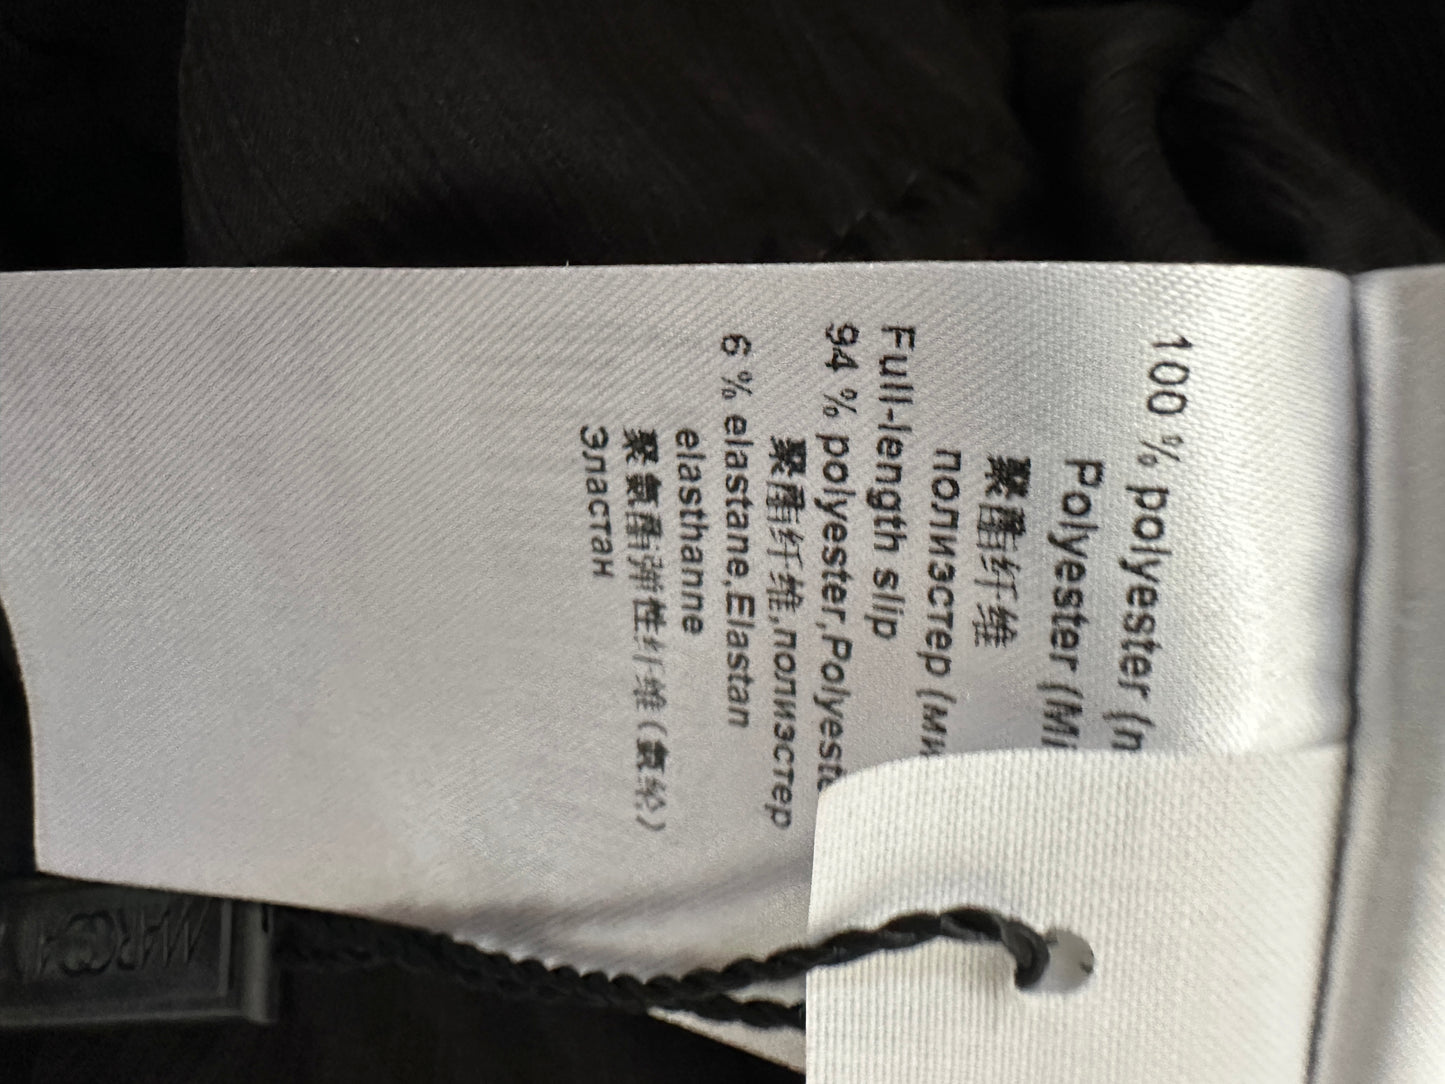 100 % polyester
Polyester
聚酯纤维
полиэстер
Full-length slip
94 % polyester,
聚酯纤维,полиэстер
6 % elastane,Elastan
elasthanne
聚氨酯弹性纤维(氨纶)
Эластан